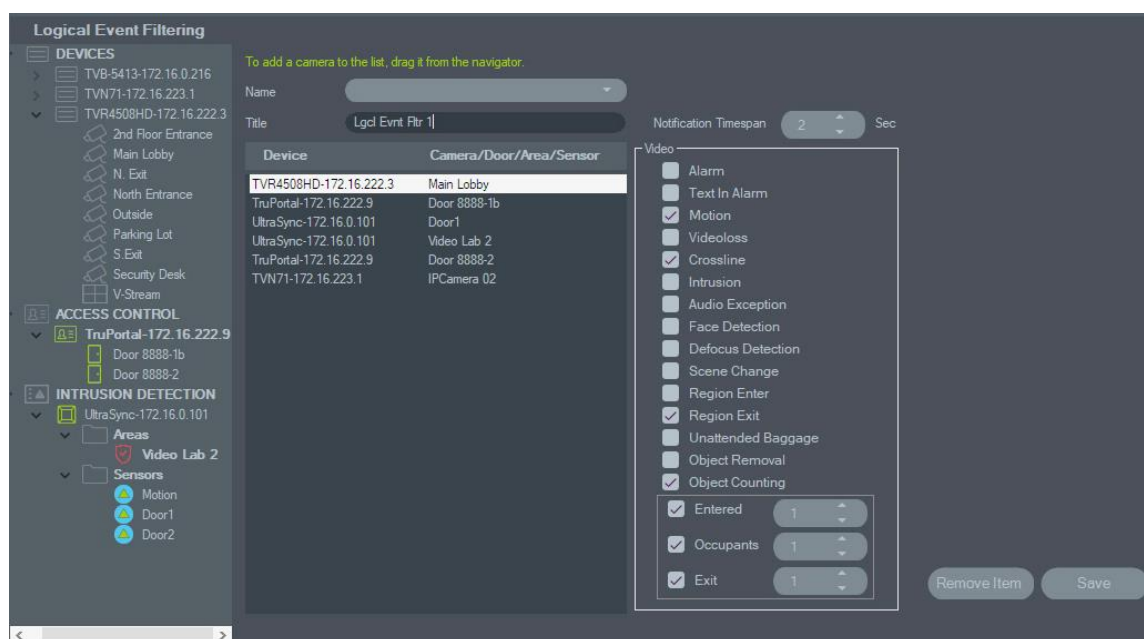 Logical Event Filtering
DEVICES
TVB-5413-172.16.0.216
TVN71-172.16.223.1
TVR4508HD-172.16.222.3
2nd Floor Entrance
Main Lobby
N. Exit
North Entrance
Outside
Parking Lot
S.Exit
Security Desk
V-Stream
ACCESS CONTROL
TruPortal-172.16.222.9
Door 8888-1b
Door 8888-2
INTRUSION DETECTION
UltraSync-172.16.0.101
Areas
Video Lab 2
Sensors
Motion
Door1
Door2
To add a camera to the list, drag it from the navigator.
Name
Title Lgcl Evnt Fltr 1
Notification Timespan 2 Sec
Device Camera/Door/Area/Sensor
TVR4508HD-172.16.222.3 Main Lobby
TruPortal-172.16.222.9 Door 8888-1b
UltraSync-172.16.0.101 Door1
UltraSync-172.16.0.101 Video Lab 2
TruPortal-172.16.222.9 Door 8888-2
TVN71-172.16.223.1 IPCamera 02
Video
Alarm
Text In Alarm
Motion
Videoloss
Crossline
Intrusion
Audio Exception
Face Detection
Defocus Detection
Scene Change
Region Enter
Region Exit
Unattended Baggage
Object Removal
Object Counting
Entered 1
Occupants 1
Exit 1
Remove Item Save